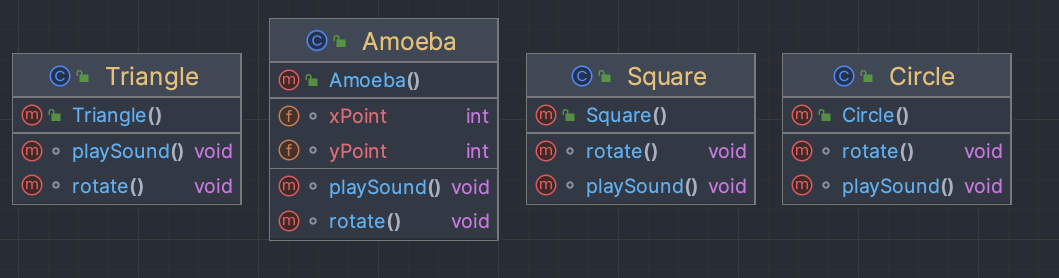 Triangle
Triangle()
playSound() void
rotate() void
Amoeba
Amoeba()
xPoint int
yPoint int
playSound() void
rotate() void
Square
Square()
rotate() void
playSound() void
Circle
Circle()
rotate() void
playSound() void